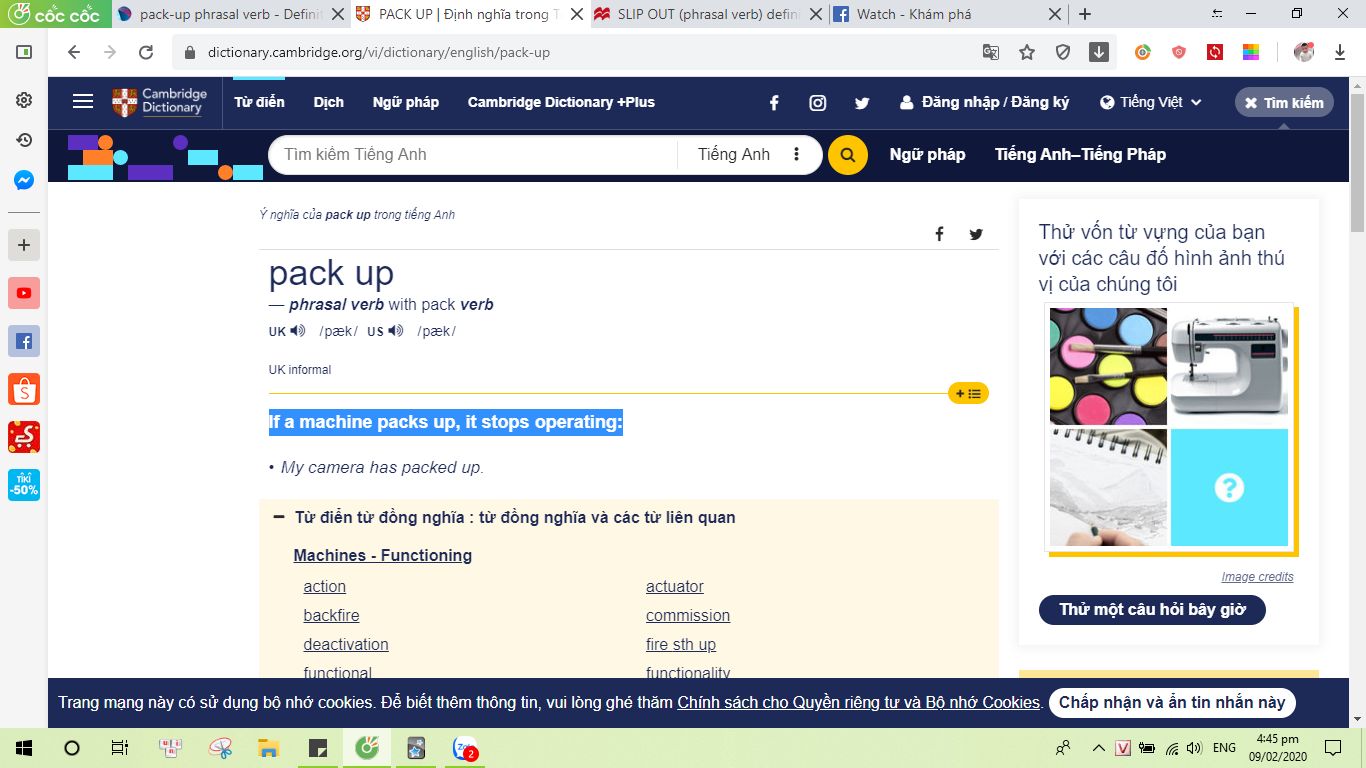 cốc cốc
pack-up phrasal verb - Definit
PACK UP | Định nghĩa trong T
SLIP OUT (phrasal verb) defini
Watch - Khám phá
dictionary.cambridge.org/vi/dictionary/english/pack-up
Cambridge
Dictionary
Từ điển
Dịch
Ngữ pháp
Cambridge Dictionary +Plus
Đăng nhập / Đăng ký
Tiếng Việt
Tìm kiếm
Tìm kiếm Tiếng Anh
Tiếng Anh
Ngữ pháp
Tiếng Anh–Tiếng Pháp
Ý nghĩa của pack up trong tiếng Anh
pack up
— phrasal verb with pack verb
UK /pæk/ US /pæk/
UK informal
If a machine packs up, it stops operating:
• My camera has packed up.
Từ điển từ đồng nghĩa : từ đồng nghĩa và các từ liên quan
Machines - Functioning
action
actuator
backfire
commission
deactivation
fire sth up
functional
functionality
Thử vốn từ vựng của bạn
với các câu đố hình ảnh thú
vị của chúng tôi
?
Image credits
Thử một câu hỏi bây giờ
TIKI
-50%
Trang mạng này có sử dụng bộ nhớ cookies. Để biết thêm thông tin, vui lòng ghé thăm Chính sách cho Quyền riêng tư và Bộ nhớ Cookies.
Chấp nhận và ẩn tin nhắn này
2
V
ENG
4:45 pm
09/02/2020